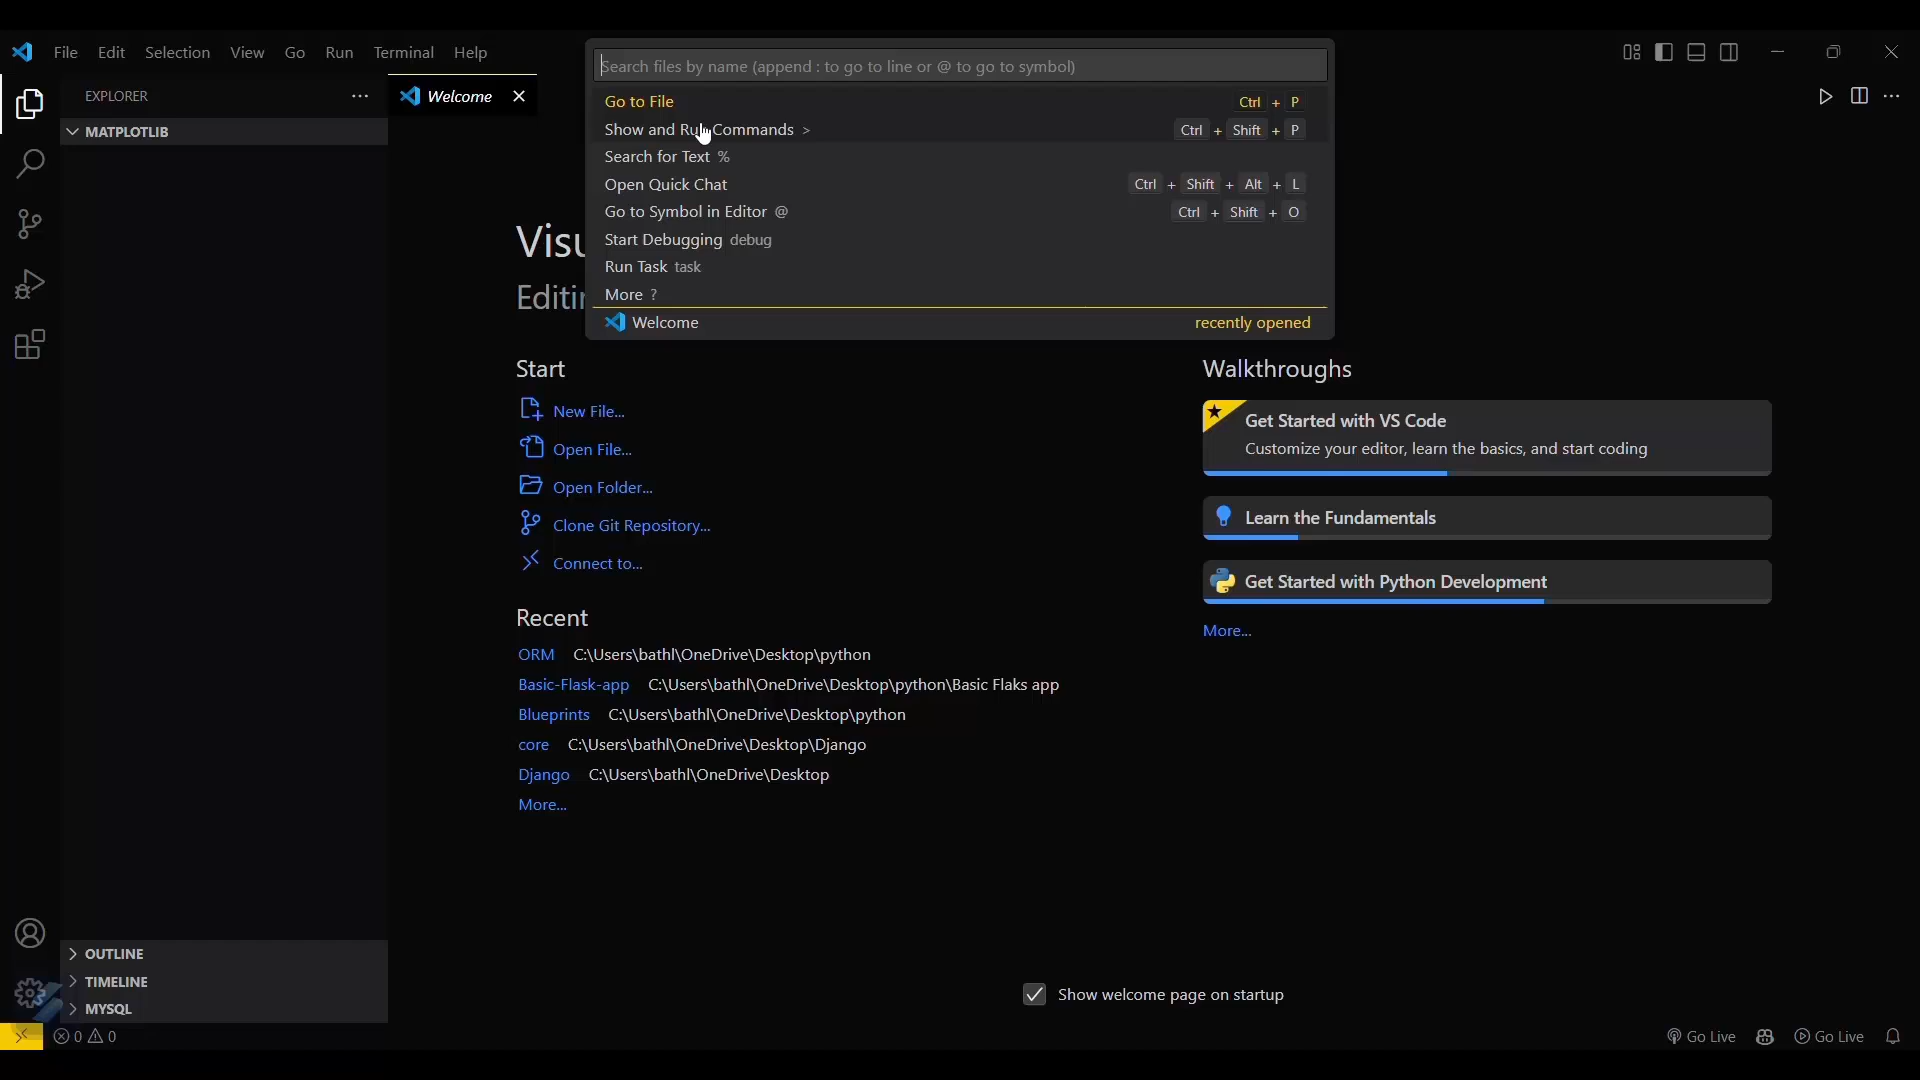 File Edit Selection View Go Run Terminal Help
Search files by name (append : to go to line or @ to go to symbol)
Go to File Ctrl + P
Show and Run Commands > Ctrl + Shift + P
Search for Text %
Open Quick Chat Ctrl + Shift + Alt + L
Go to Symbol in Editor @ Ctrl + Shift + O
Start Debugging debug
Run Task task
More ?
Welcome recently opened
EXPLORER ...
MATPLOTLIB
OUTLINE
TIMELINE
MYSQL
Welcome
Start
New File...
Open File...
Open Folder...
Clone Git Repository...
Connect to...
Recent
ORM C:\Users\bathl\OneDrive\Desktop\python
Basic-Flask-app C:\Users\bathl\OneDrive\Desktop\python\Basic Flaks app
Blueprints C:\Users\bathl\OneDrive\Desktop\python
core C:\Users\bathl\OneDrive\Desktop\Django
Django C:\Users\bathl\OneDrive\Desktop
More...
Walkthroughs
Get Started with VS Code
Customize your editor, learn the basics, and start coding
Learn the Fundamentals
Get Started with Python Development
More...
Show welcome page on startup
0 0
Go Live Go Live